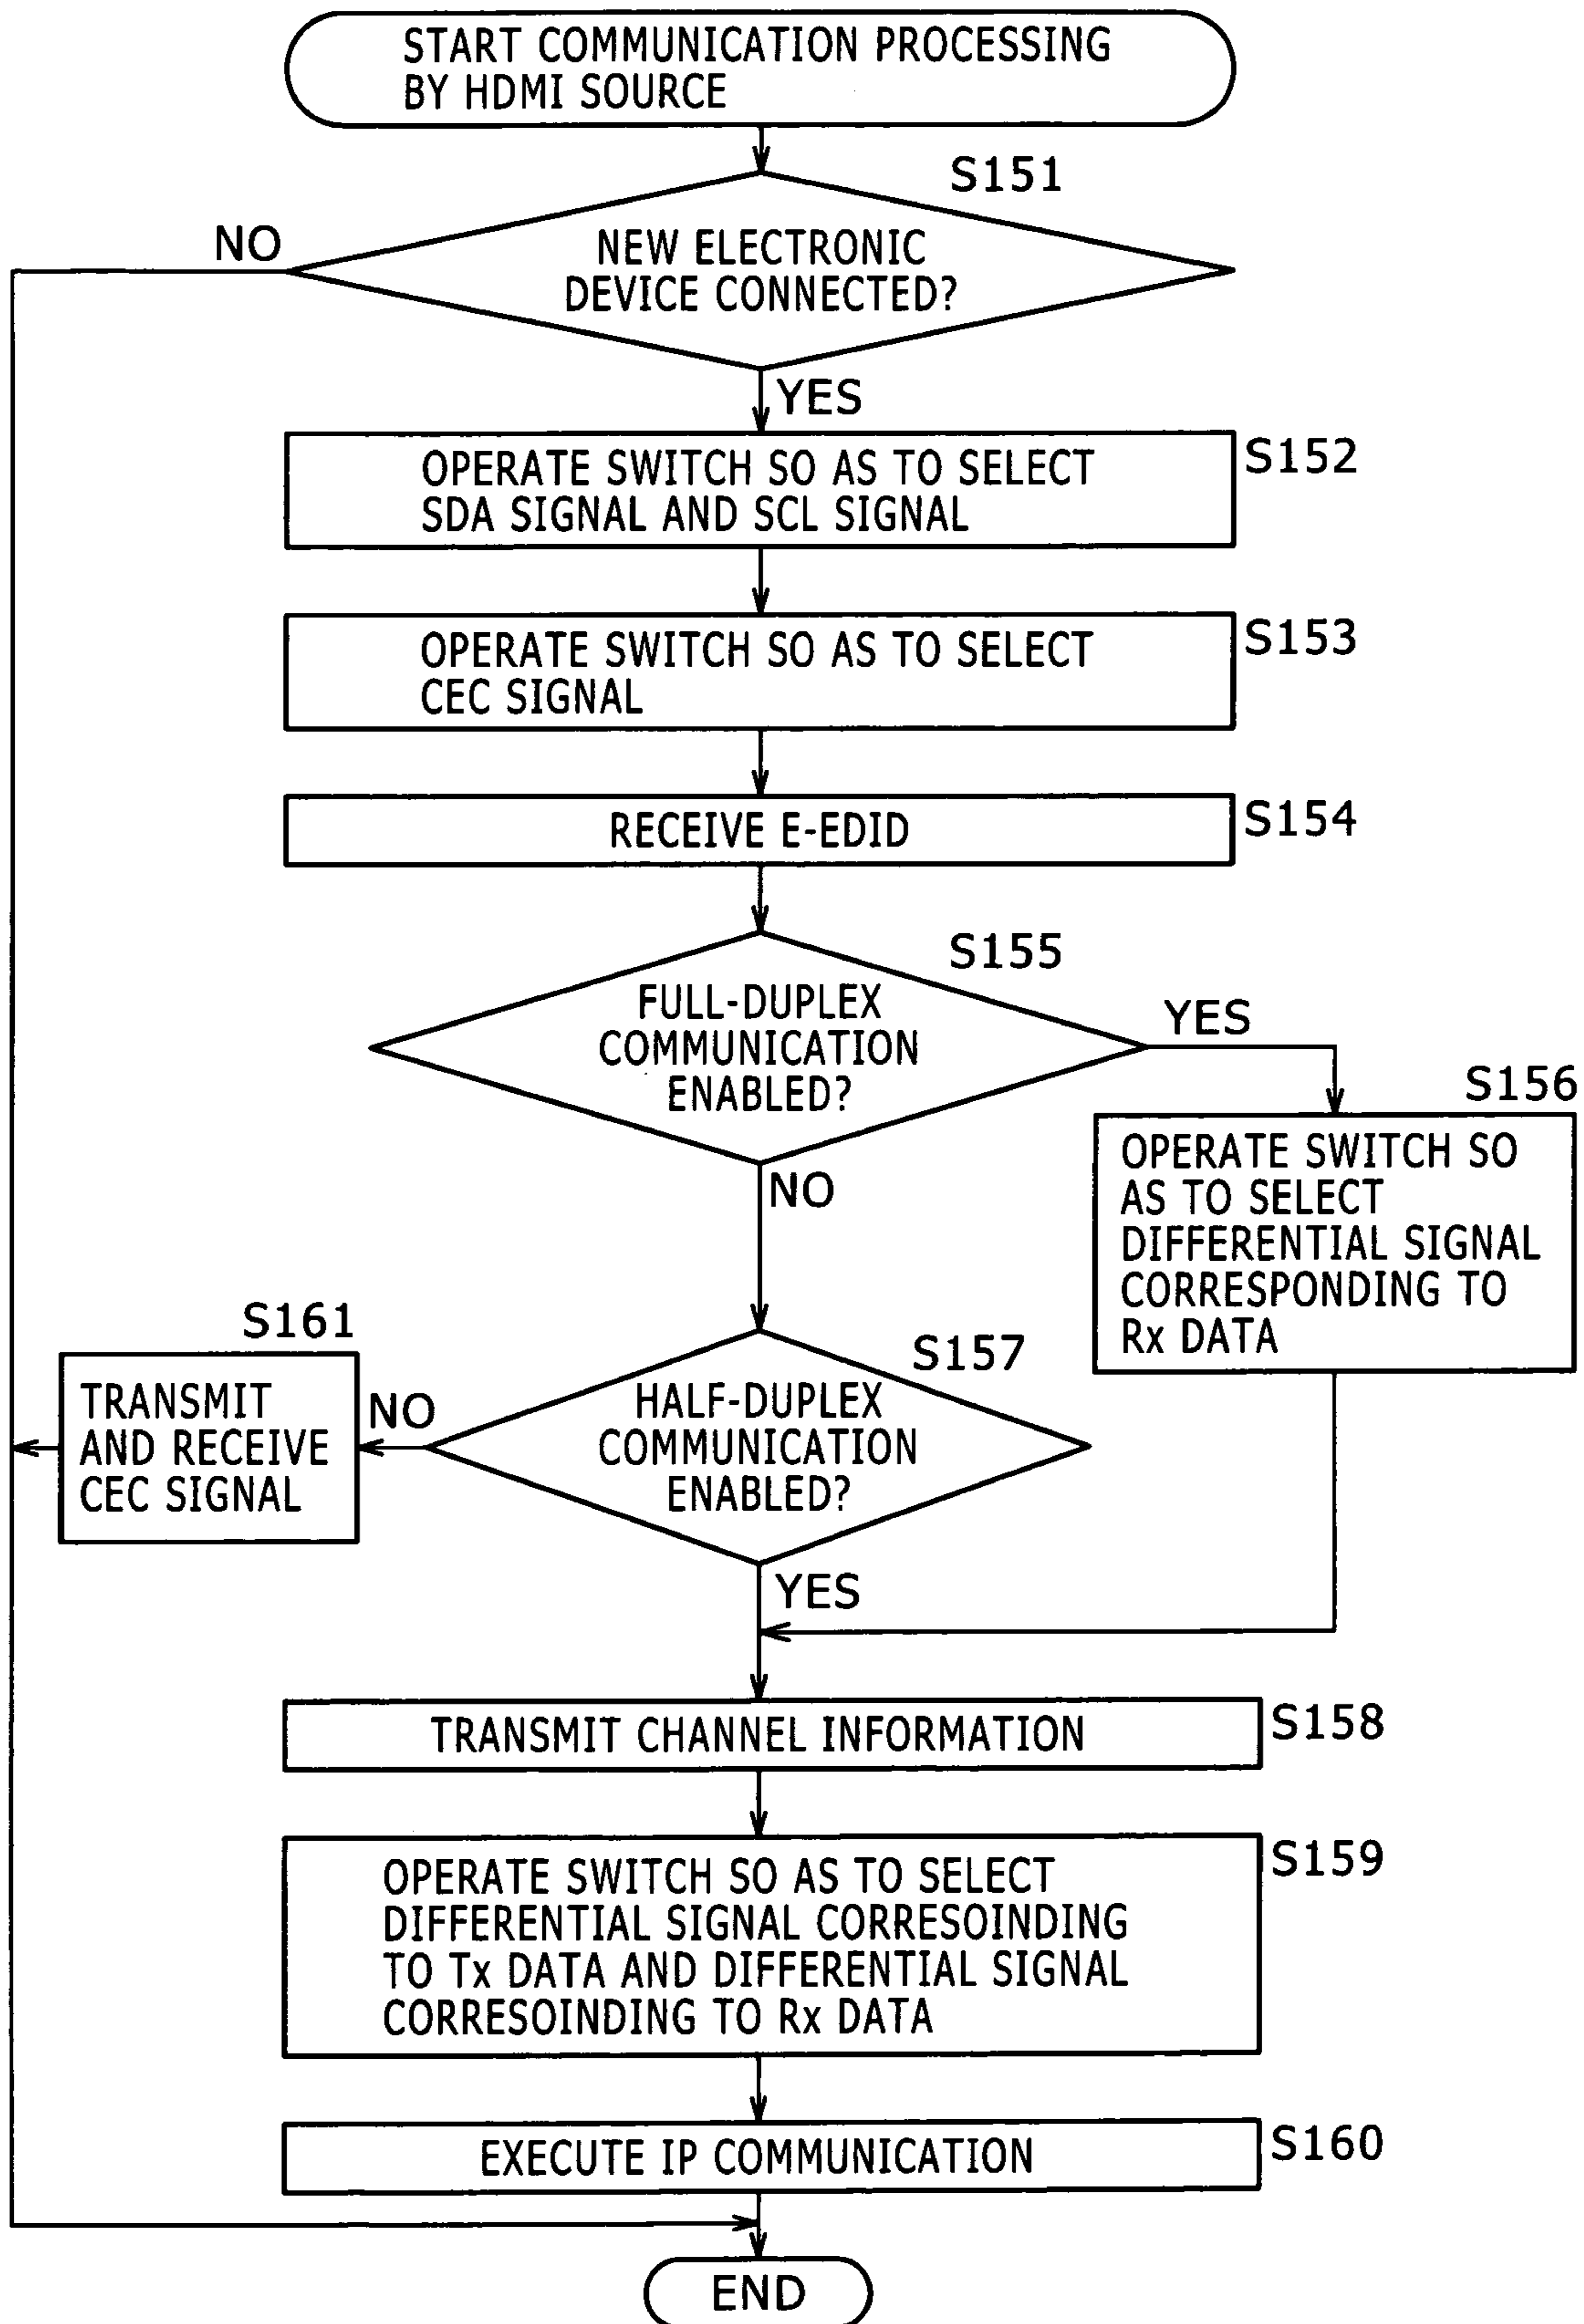 START COMMUNICATION PROCESSING
BY HDMI SOURCE
S151
NO
NEW ELECTRONIC
DEVICE CONNECTED?
YES
S152
OPERATE SWITCH SO AS TO SELECT
SDA SIGNAL AND SCL SIGNAL
S153
OPERATE SWITCH SO AS TO SELECT
CEC SIGNAL
S154
RECEIVE E-EDID
S155
FULL-DUPLEX
COMMUNICATION
ENABLED?
YES
S156
OPERATE SWITCH SO
AS TO SELECT
DIFFERENTIAL SIGNAL
CORRESPONDING TO
Rx DATA
NO
S157
HALF-DUPLEX
COMMUNICATION
ENABLED?
NO
S161
TRANSMIT
AND RECEIVE
CEC SIGNAL
YES
S158
TRANSMIT CHANNEL INFORMATION
S159
OPERATE SWITCH SO AS TO SELECT
DIFFERENTIAL SIGNAL CORRESOINDING
TO Tx DATA AND DIFFERENTIAL SIGNAL
CORRESOINDING TO Rx DATA
S160
EXECUTE IP COMMUNICATION
END